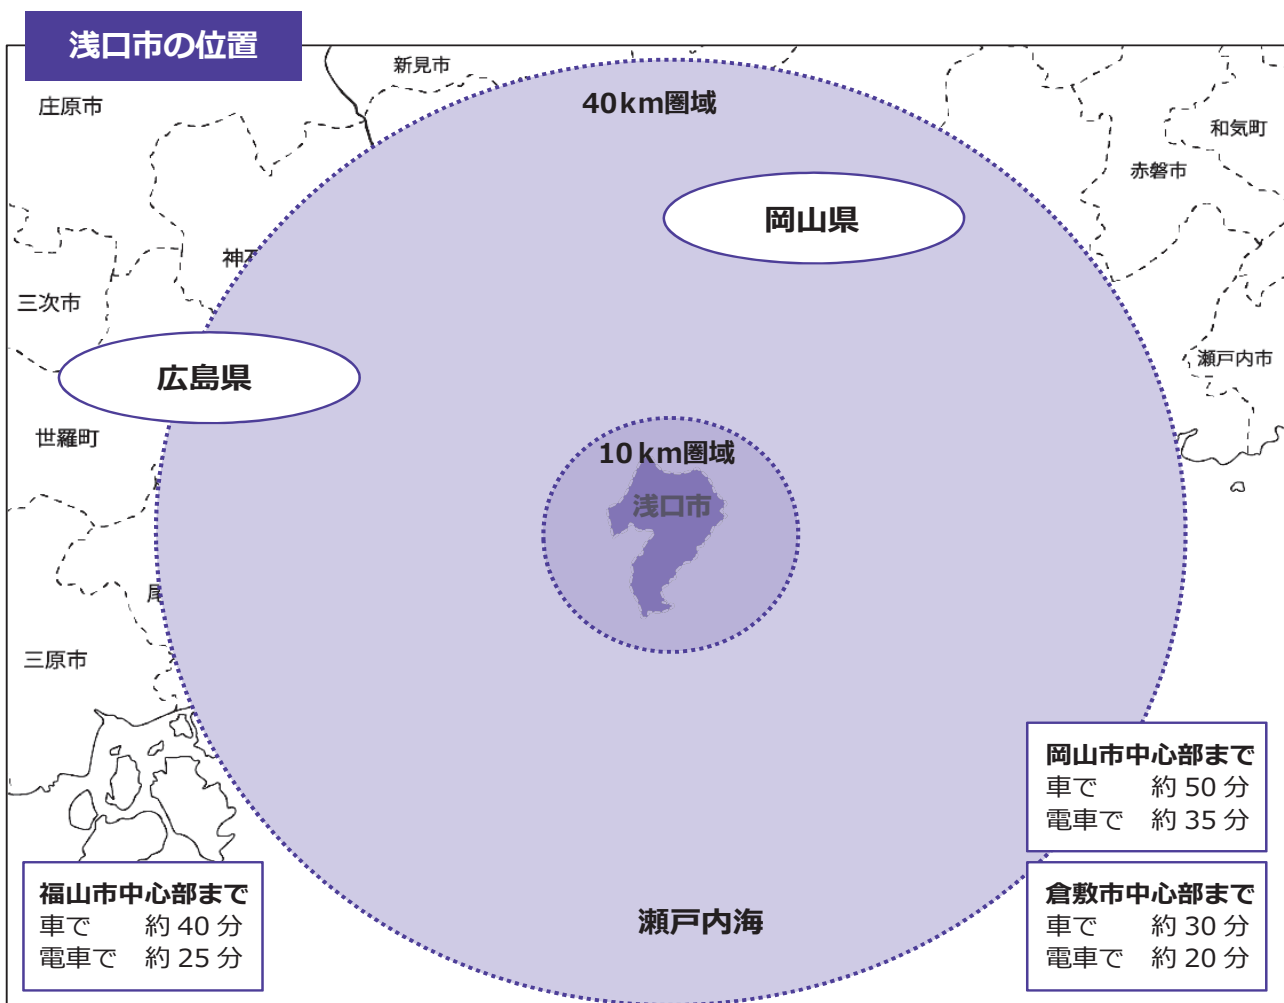 浅口市の位置
新見市
庄原市
40km圏域
和気町
赤磐市
岡山県
神
三次市
瀬戸内市
広島県
世羅町
10km圏域
浅口市
尾
三原市
岡山市中心部まで
車で 約50分
電車で 約35分
福山市中心部まで
車で 約40分
電車で 約25分
瀬戸内海
倉敷市中心部まで
車で 約30分
電車で 約20分